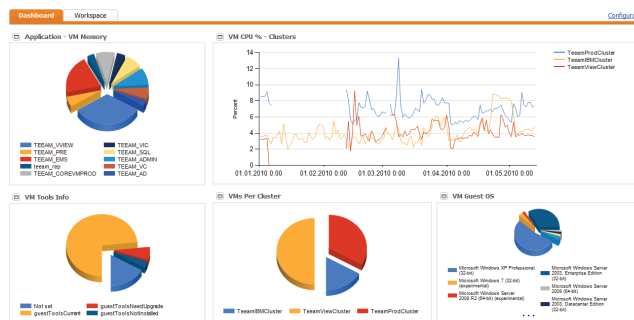 Dashboard Workspace Configur
Application - VM Memory
TEEAM_VVIEW TEEAM_VIC
TEEAM_PRE TEEAM_SQL
TEEAM_EMS TEEAM_ADMIN
team_rep TEEAM_VC
TEEAM_COREVMPROD TEEAM_AD
VM CPU % - Clusters
Percent
14
12
10
8
6
4
2
0
01.01.2010 0:00 01.02.2010 0:00 01.03.2010 0:00 01.04.2010 0:00 01.05.2010 0:00
TeeamProdCluster
TeeamIBMCluster
TeeamViewCluster
VM Tools Info
Not set guestToolsNeedUpgrade
guestToolsCurrent guestToolsNotInstalled
VMs Per Cluster
TeeamIBMCluster TeeamViewCluster TeeamProdCluster
VM Guest OS
Microsoft Windows XP Professional
(32-bit)
Microsoft Windows 7 (32-bit)
(experimental)
Microsoft Windows Server
2008 R2 (64-bit) (experimental)
Microsoft Windows Server
2003, Enterprise Edition
(32-bit)
Microsoft Windows Server
2008 (64-bit)
Microsoft Windows Server
2003, Datacenter Edition
(32-bit)
...